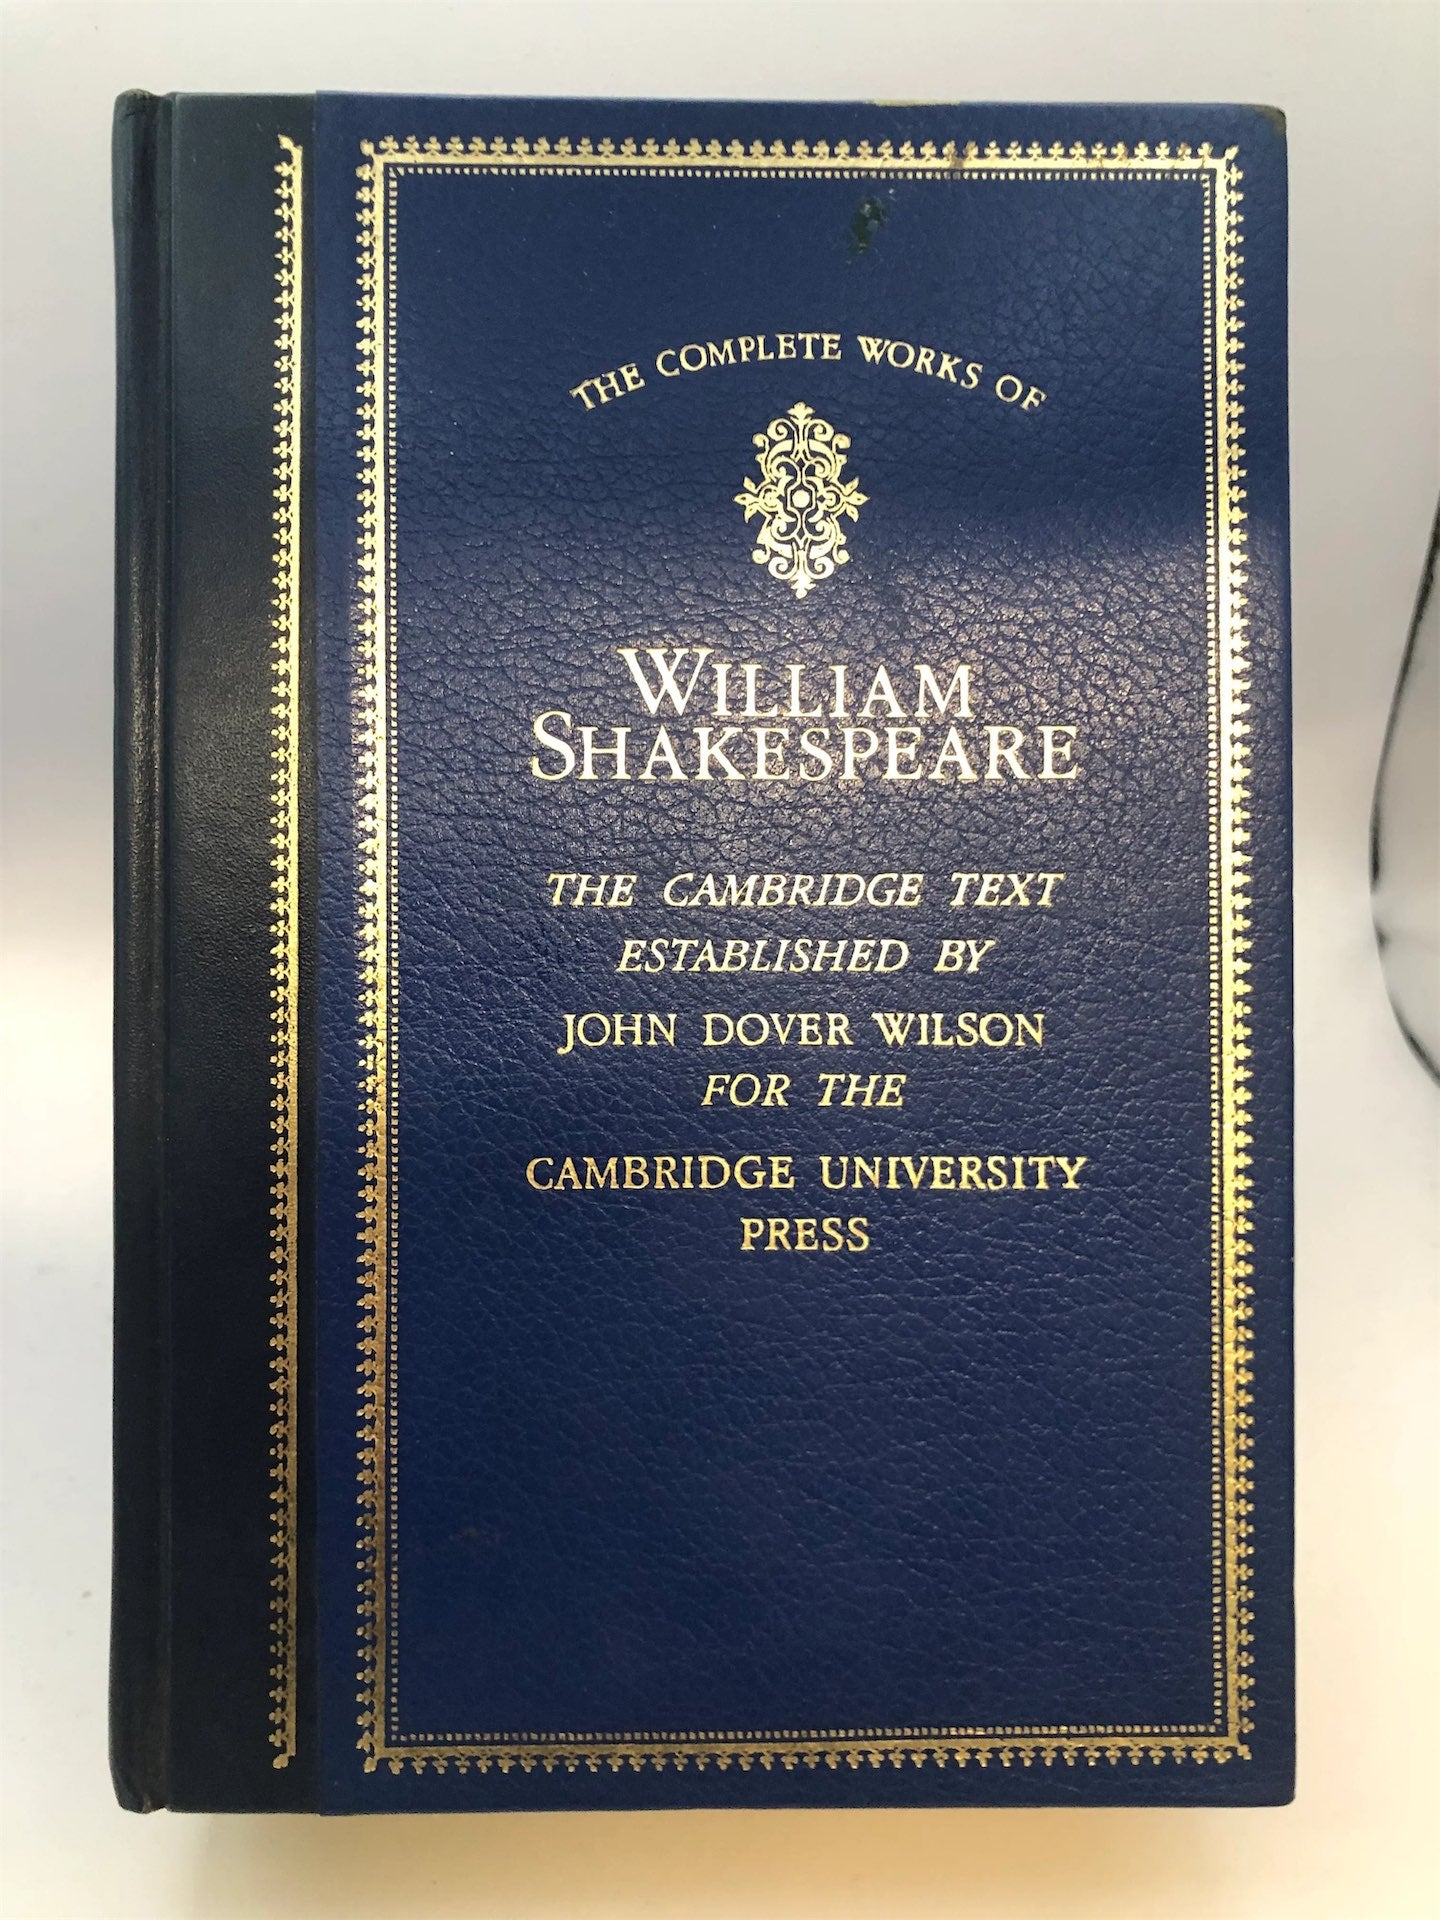 THE COMPLETE WORKS OF
WILLIAM
SHAKESPEARE
THE CAMBRIDGE TEXT
ESTABLISHED BY
JOHN DOVER WILSON
FOR THE
CAMBRIDGE UNIVERSITY
PRESS